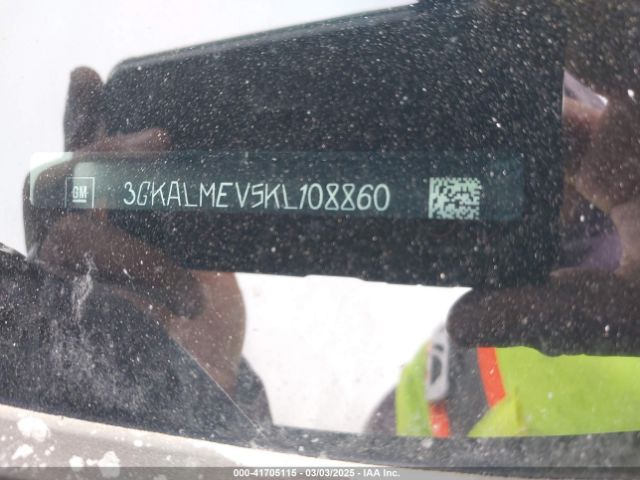 GM 3GKALMEV5KL108860
000-41705115 - 03/03/2025 - IAA Inc.